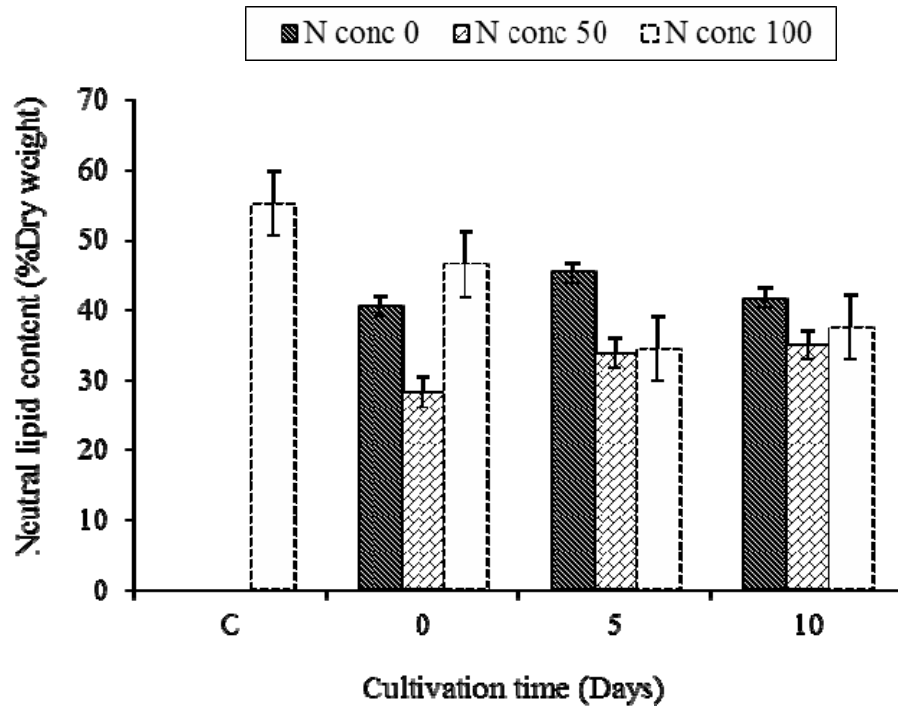 N conc 0 N conc 50 N conc 100
70
60
50
40
30
20
10
0
Neutral lipid content (%Dry weight)
C 0 5 10
Cultivation time (Days)